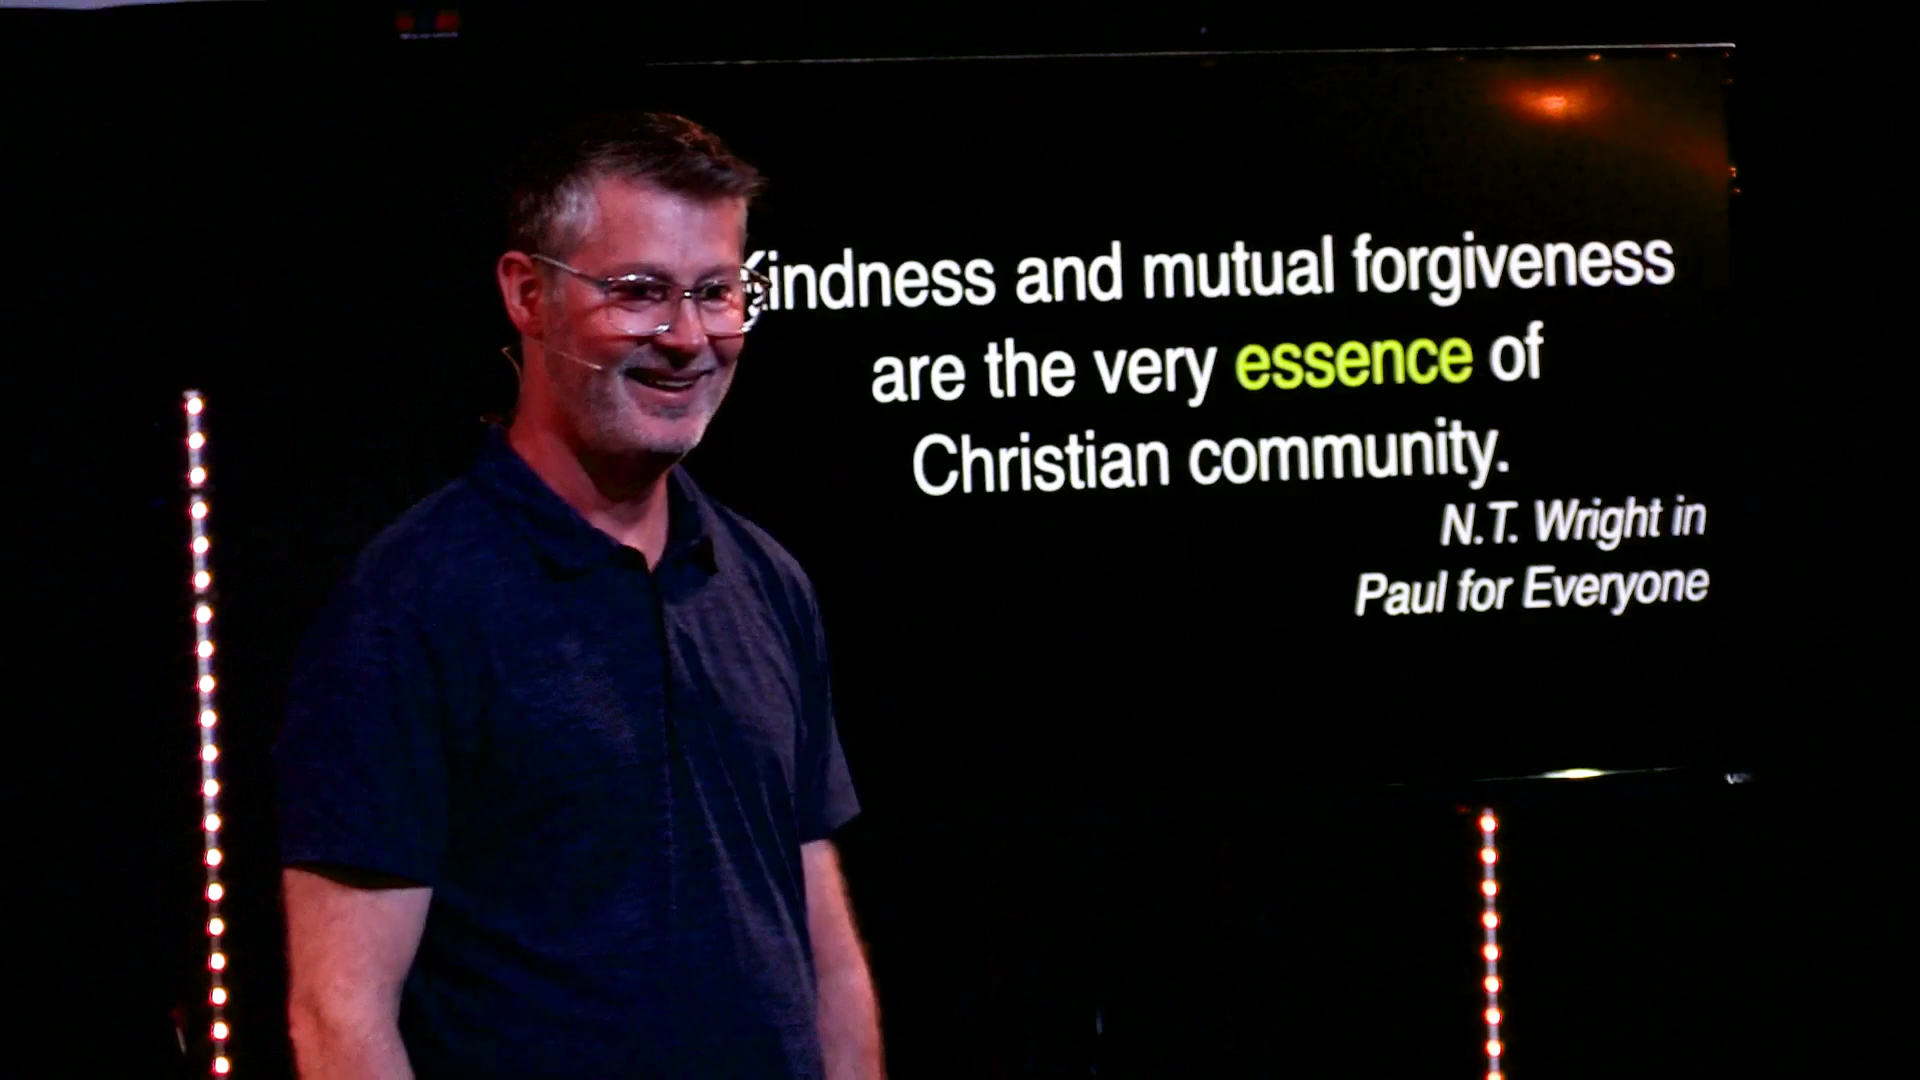 Kindness and mutual forgiveness
are the very essence of
Christian community.
N.T. Wright in
Paul for Everyone